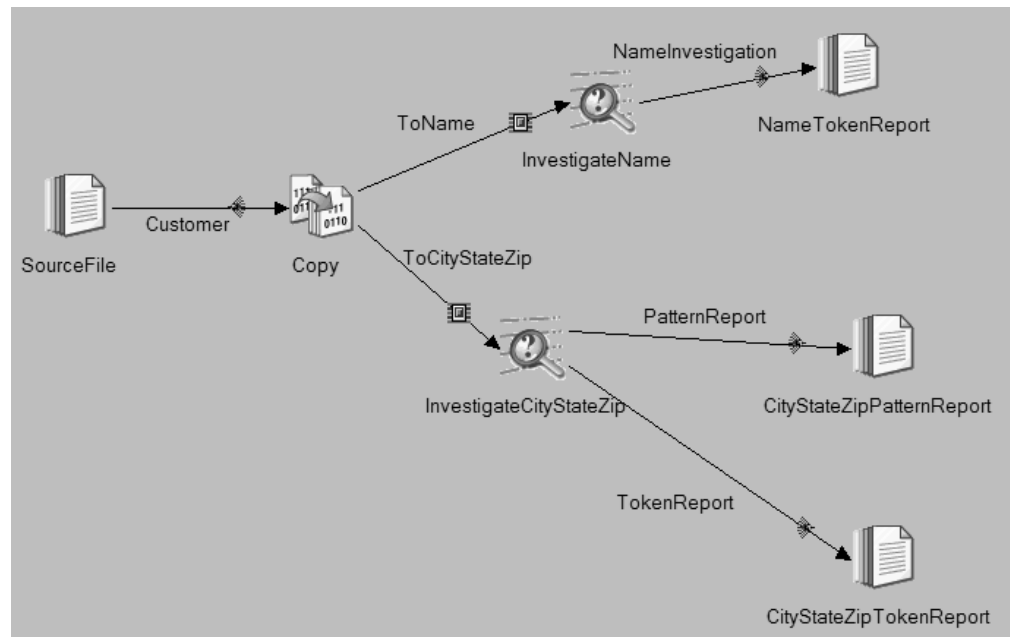 NameInvestigation
NameTokenReport
ToName
InvestigateName
Customer
SourceFile
Copy
ToCityStateZip
PatternReport
InvestigateCityStateZip
CityStateZipPatternReport
TokenReport
CityStateZipTokenReport